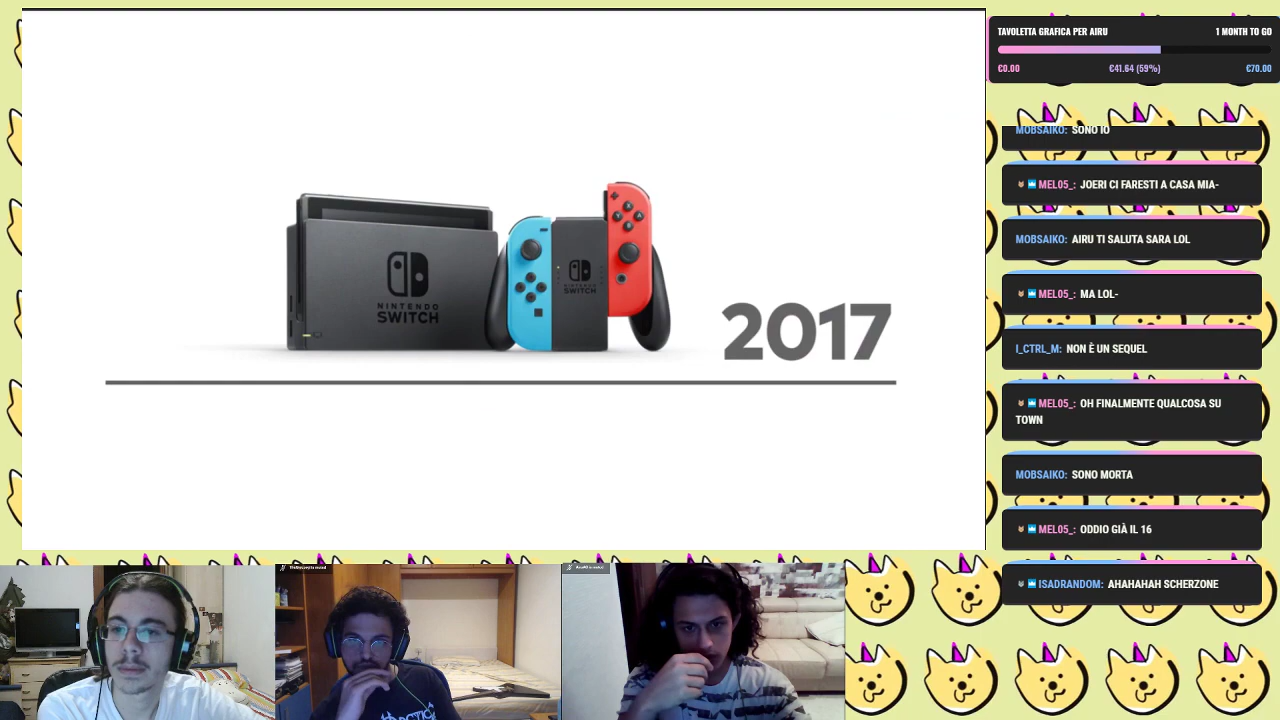 TAVOLETTA GRAFICA PER AIRU 1 MONTH TO GO
€0.00 €41.64 (59%) €70.00
MOBSAIKO: SONO IO
MEL05_: JOERI CI FARESTI A CASA MIA-
MOBSAIKO: AIRU TI SALUTA SARA LOL
MEL05_: MA LOL-
I_CTRL_M: NON È UN SEQUEL
MEL05_: OH FINALMENTE QUALCOSA SU
TOWN
MOBSAIKO: SONO MORTA
MEL05_: ODDIO GIÀ IL 16
ISADRANDOM: AHAHAHAH SCHERZONE
NINTENDO
SWITCH
NINTENDO
SWITCH
2017